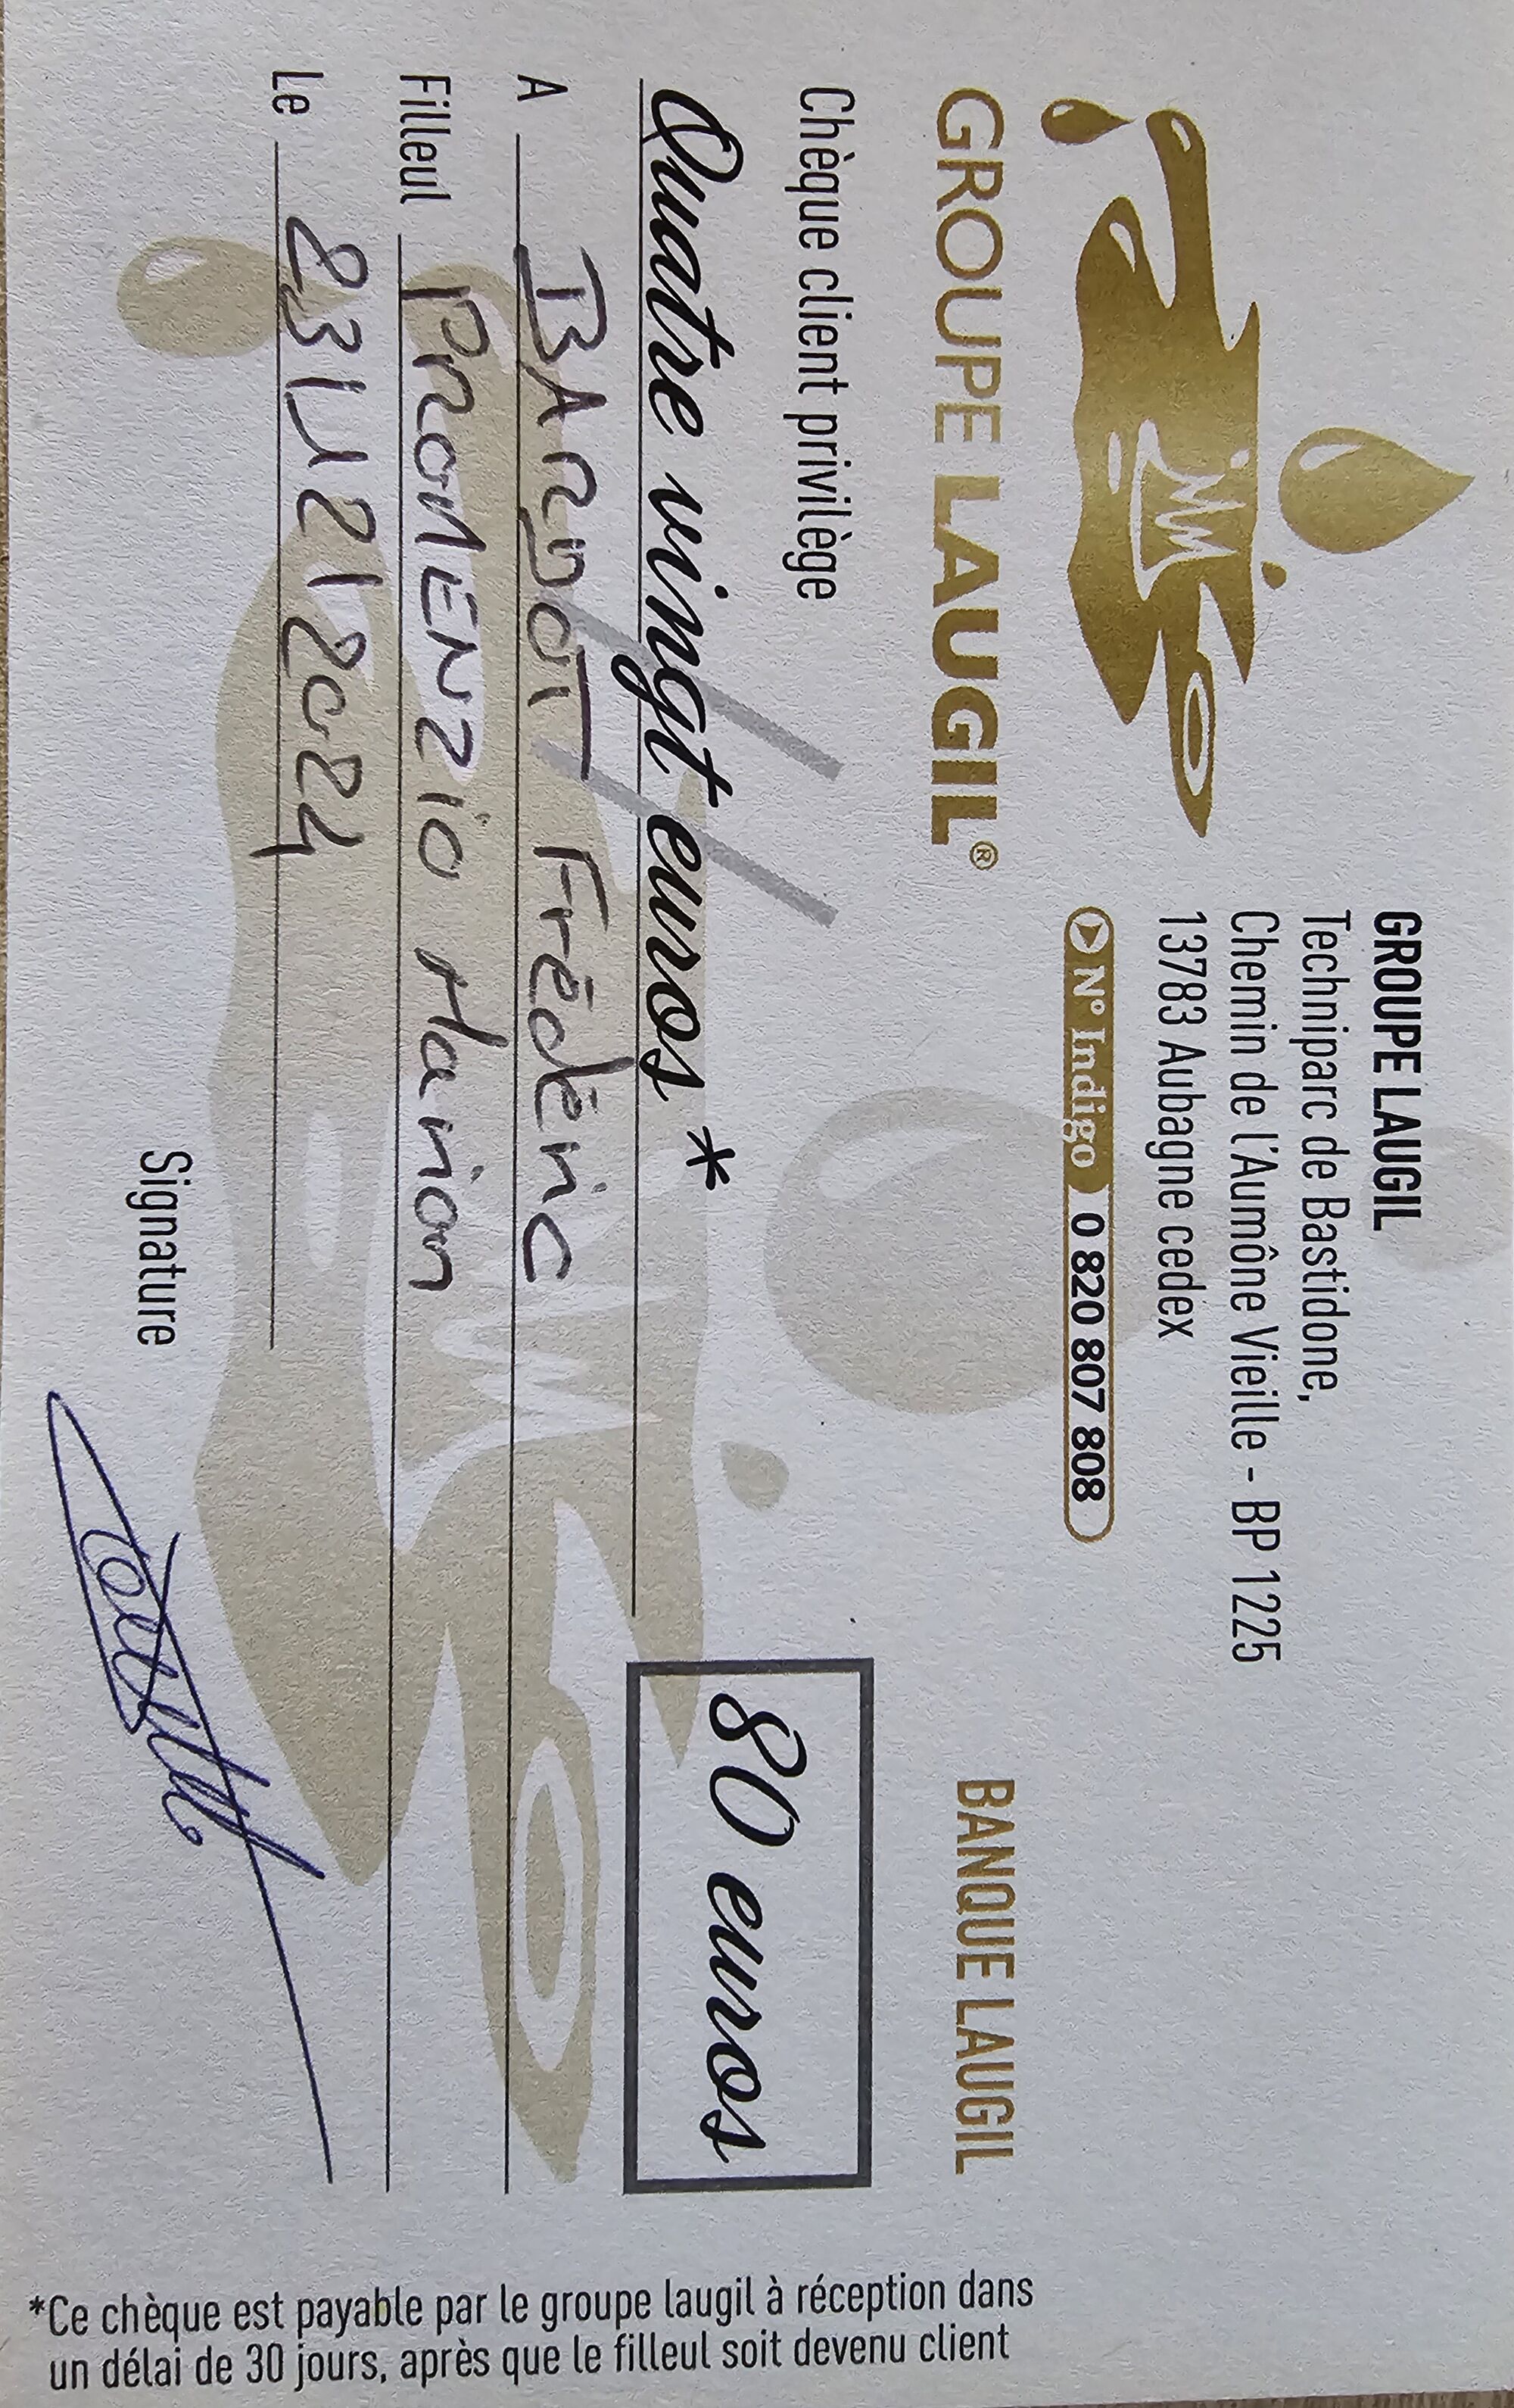 GROUPE LAUGIL®
GROUPE LAUGIL
Techniparc de Bastidone,
Chemin de l'Aumône Vieille - BP 1225
13783 Aubagne cedex
N° Indigo 0 820 807 808
BANQUE LAUGIL
Chèque client privilège
Quatre vingt euros*
80 euros
A BARDOT Frédéric
Filleul PROMENZIO Marion
Le 23/12/2024
Signature
*Ce chèque est payable par le groupe laugil à réception dans
un délai de 30 jours, après que le filleul soit devenu client